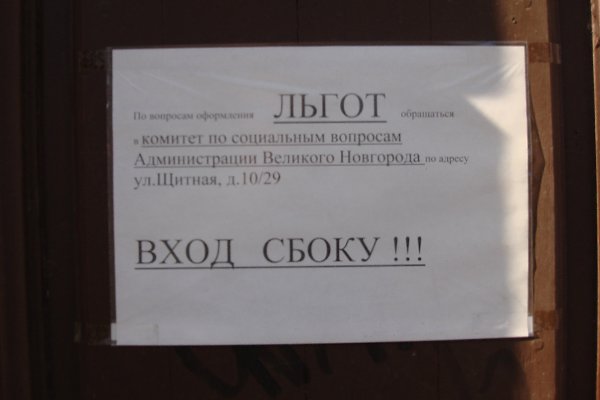 По вопросам оформления ЛЬГОТ обращаться
в комитет по социальным вопросам
Администрации Великого Новгорода по адресу
ул.Щитная, д.10/29
ВХОД СБОКУ !!!